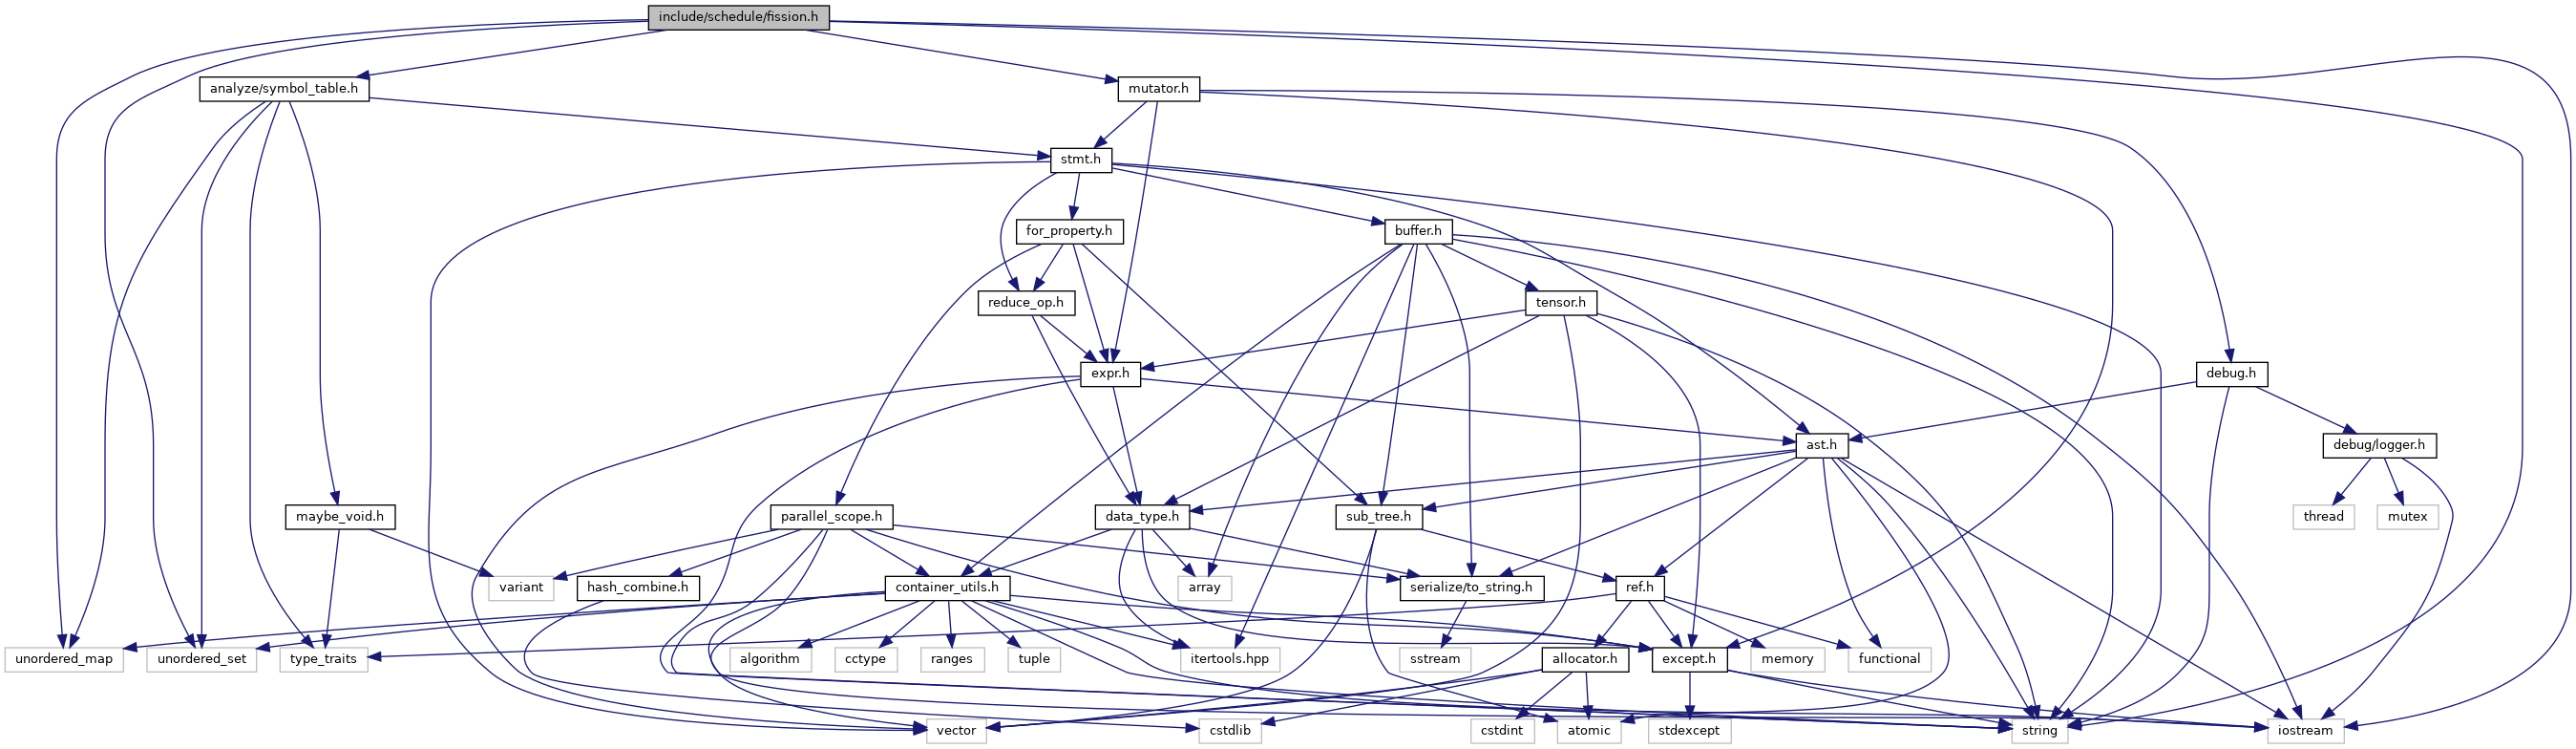 include/schedule/fission.h
analyze/symbol_table.h
mutator.h
stmt.h
for_property.h
buffer.h
reduce_op.h
tensor.h
expr.h
debug.h
ast.h
debug/logger.h
maybe_void.h
parallel_scope.h
data_type.h
sub_tree.h
thread
mutex
variant
hash_combine.h
container_utils.h
array
serialize/to_string.h
ref.h
unordered_map
unordered_set
type_traits
algorithm
cctype
ranges
tuple
itertools.hpp
sstream
allocator.h
except.h
memory
functional
vector
cstdlib
cstdint
atomic
stdexcept
string
iostream